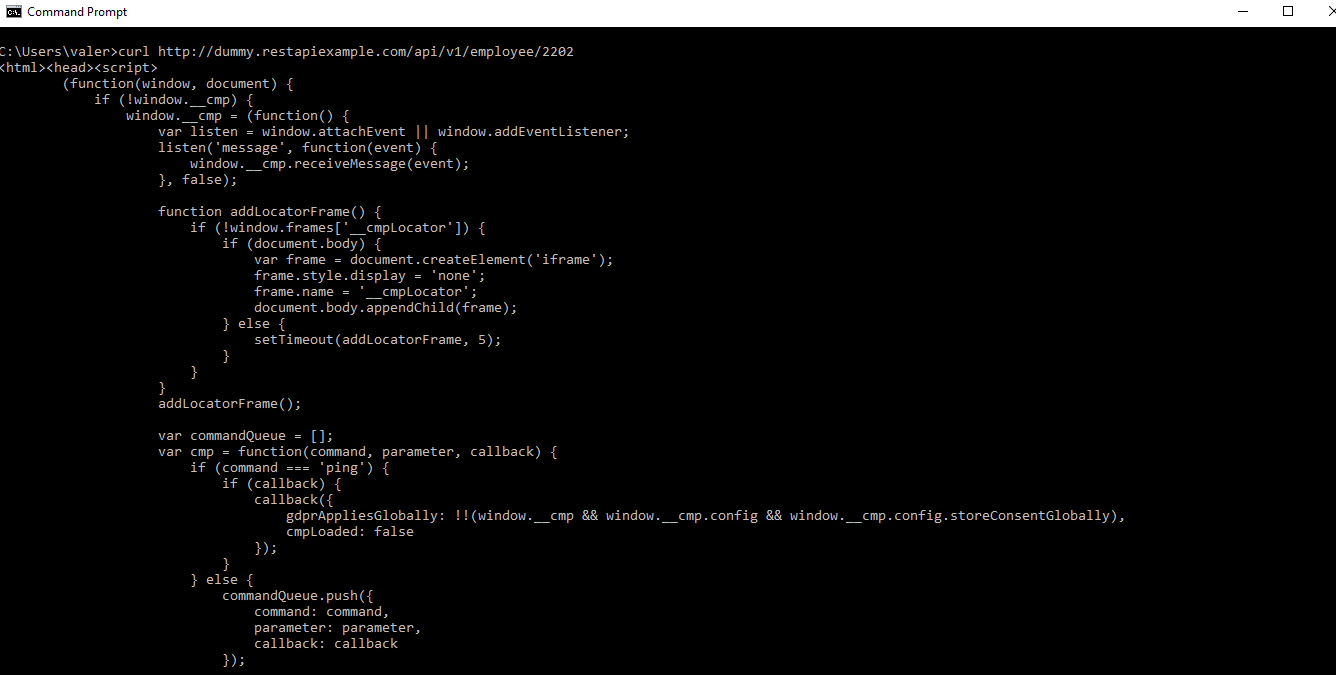 Command Prompt
C:\Users\valer>curl http://dummy.restapiexample.com/api/v1/employee/2202
<html><head><script>
        (function(window, document) {
            if (!window.__cmp) {
                window.__cmp = (function() {
                    var listen = window.attachEvent || window.addEventListener;
                    listen('message', function(event) {
                        window.__cmp.receiveMessage(event);
                    }, false);

                    function addLocatorFrame() {
                        if (!window.frames['__cmpLocator']) {
                            if (document.body) {
                                var frame = document.createElement('iframe');
                                frame.style.display = 'none';
                                frame.name = '__cmpLocator';
                                document.body.appendChild(frame);
                            } else {
                                setTimeout(addLocatorFrame, 5);
                            }
                        }
                    }
                    addLocatorFrame();

                    var commandQueue = [];
                    var cmp = function(command, parameter, callback) {
                        if (command === 'ping') {
                            if (callback) {
                                callback({
                                    gdprAppliesGlobally: !!(window.__cmp && window.__cmp.config && window.__cmp.config.storeConsentGlobally),
                                    cmpLoaded: false
                                });
                            }
                        } else {
                            commandQueue.push({
                                command: command,
                                parameter: parameter,
                                callback: callback
                            });